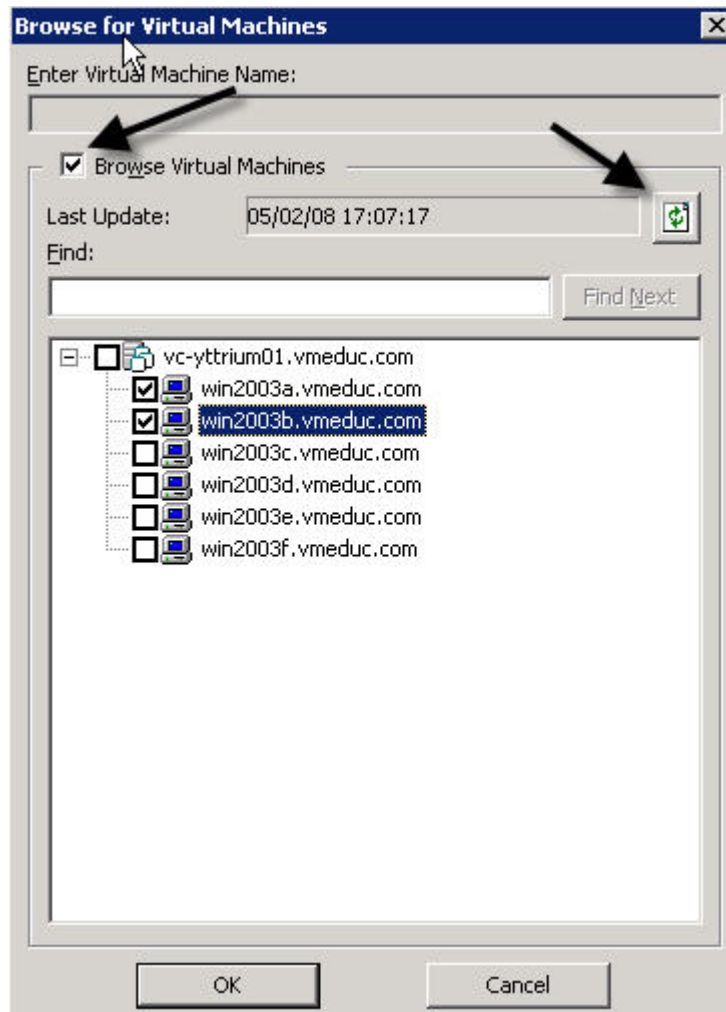 Browse for Virtual Machines
Enter Virtual Machine Name:
Browse Virtual Machines
Last Update: 05/02/08 17:07:17
Find:
Find Next
vc-yttrium01.vmeduc.com
win2003a.vmeduc.com
win2003b.vmeduc.com
win2003c.vmeduc.com
win2003d.vmeduc.com
win2003e.vmeduc.com
win2003f.vmeduc.com
OK Cancel